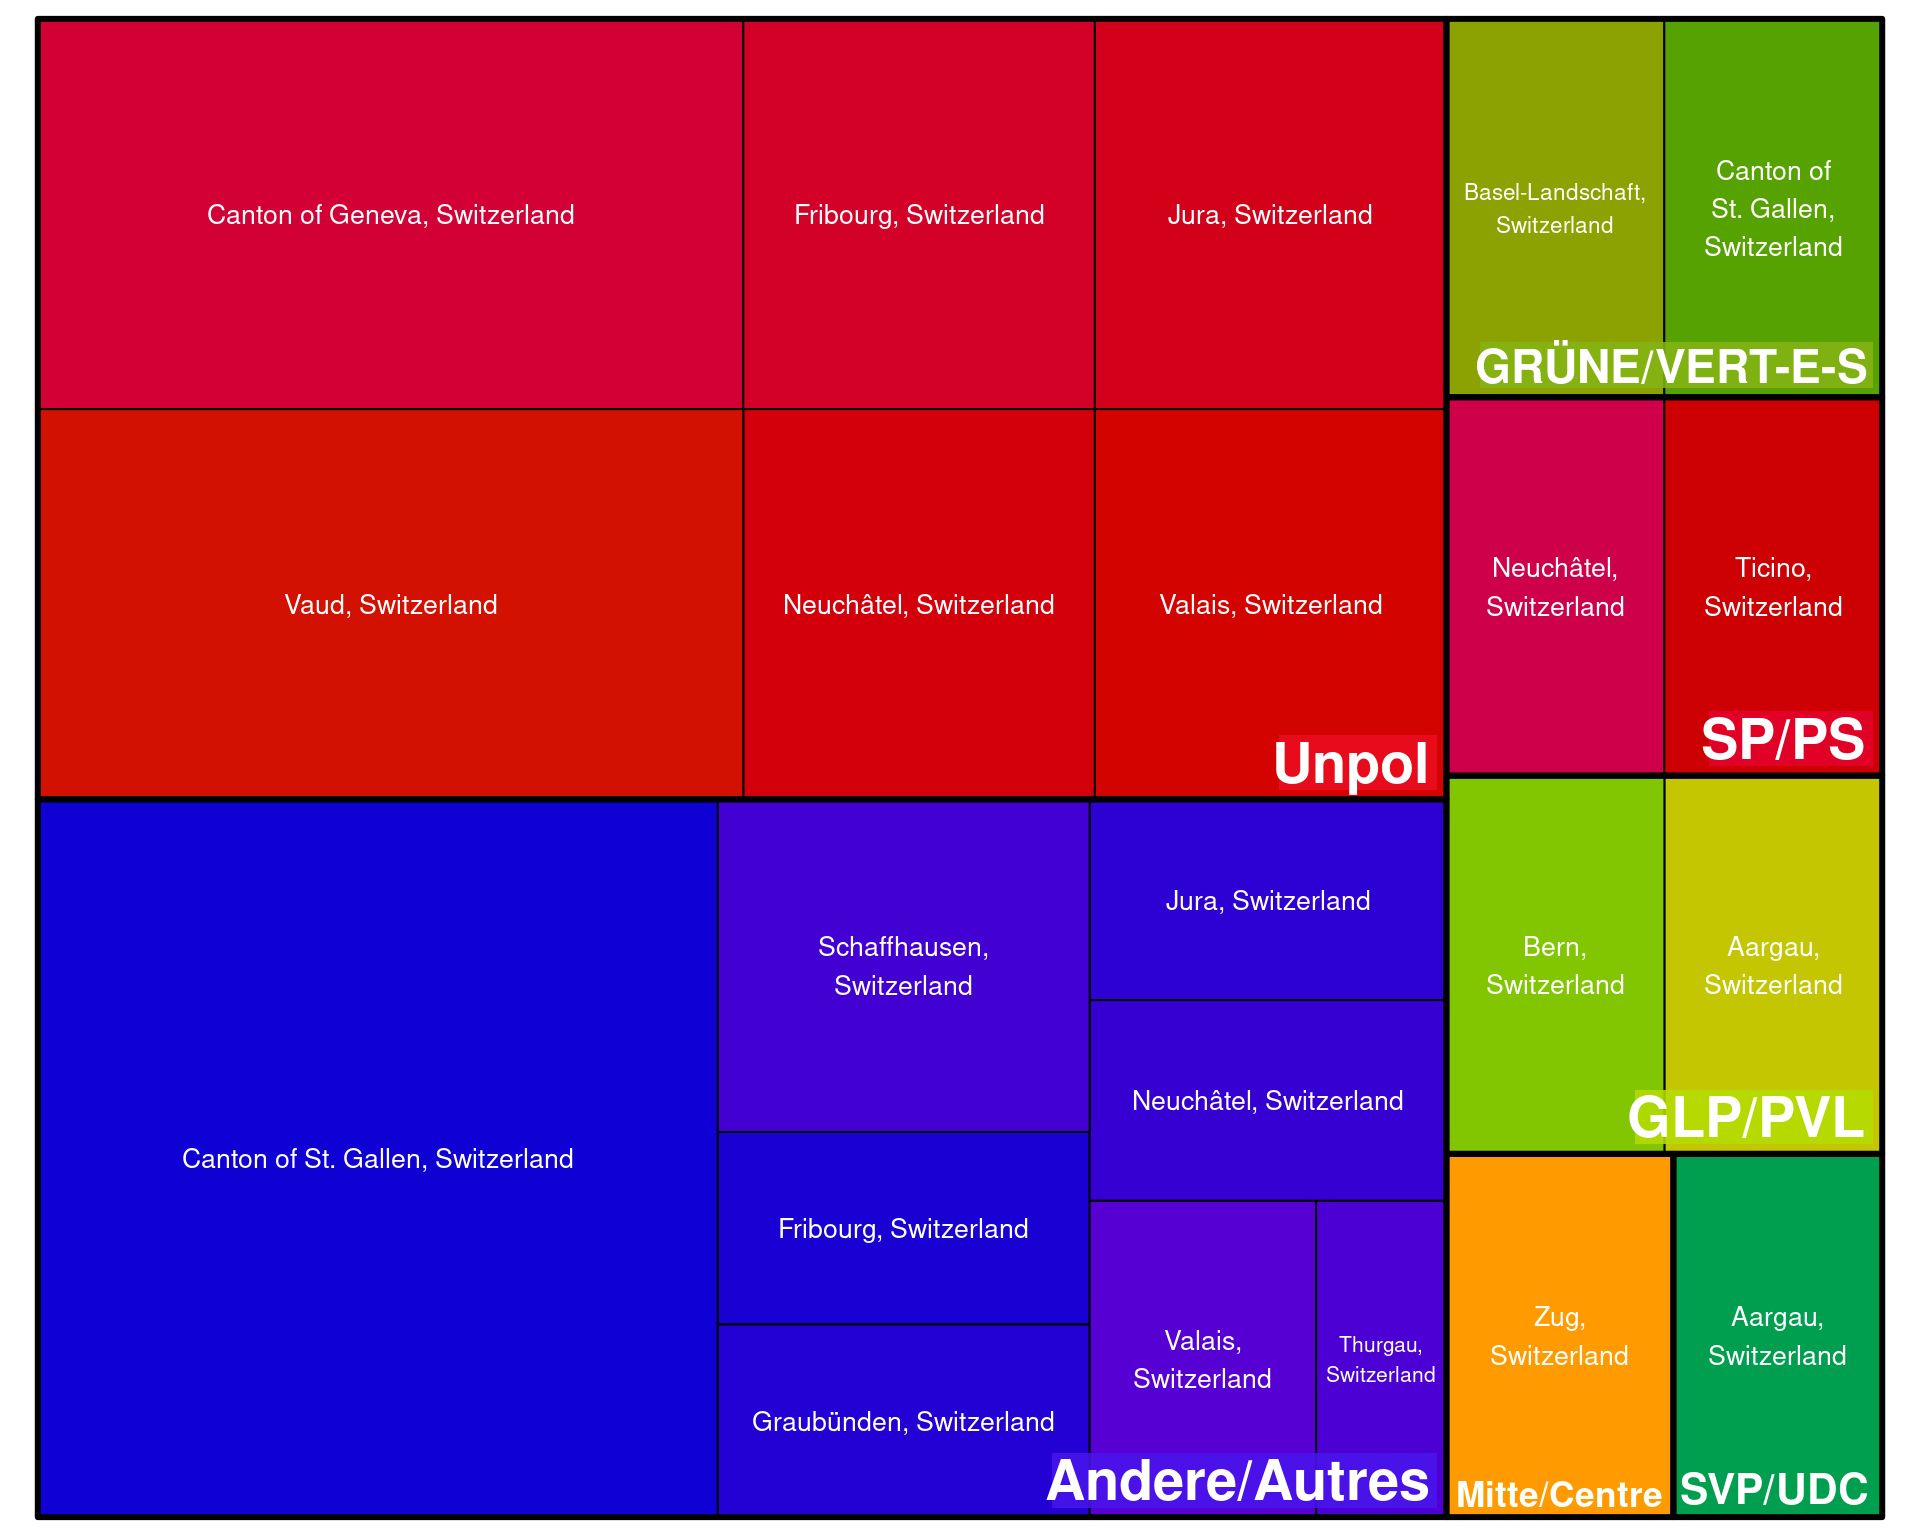 Canton of Geneva, Switzerland
Fribourg, Switzerland
Jura, Switzerland
Vaud, Switzerland
Neuchâtel, Switzerland
Valais, Switzerland
Unpol
Canton of St. Gallen, Switzerland
Schaffhausen,
Switzerland
Fribourg, Switzerland
Graubünden, Switzerland
Jura, Switzerland
Neuchâtel, Switzerland
Valais,
Switzerland
Thurgau,
Switzerland
Andere/Autres
Basel-Landschaft,
Switzerland
Canton of
St. Gallen,
Switzerland
GRÜNE/VERT-E-S
Neuchâtel,
Switzerland
Ticino,
Switzerland
SP/PS
Bern,
Switzerland
Aargau,
Switzerland
GLP/PVL
Zug,
Switzerland
Mitte/Centre
Aargau,
Switzerland
SVP/UDC